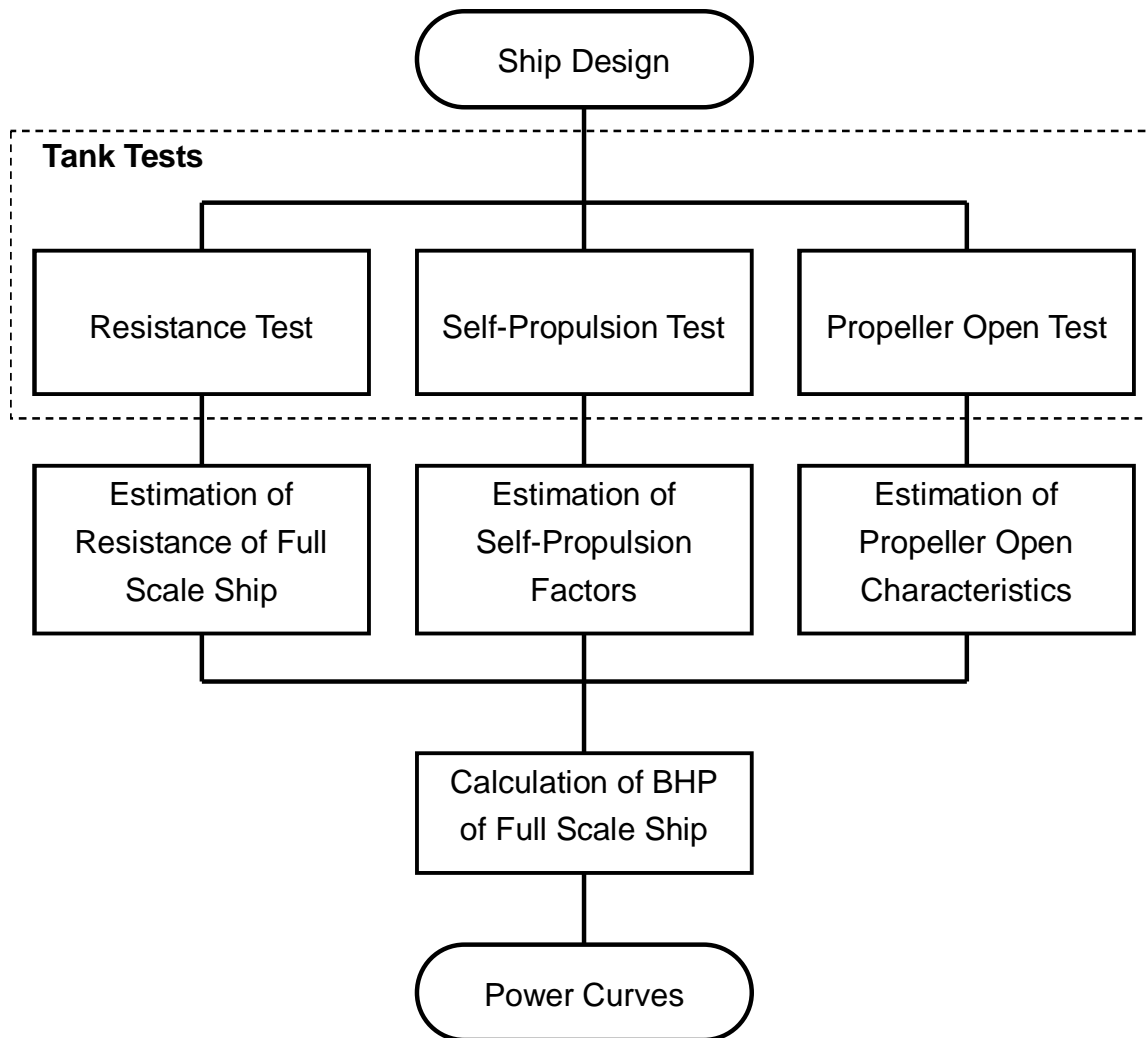 Ship Design
Tank Tests
Resistance Test
Self-Propulsion Test
Propeller Open Test
Estimation of
Resistance of Full
Scale Ship
Estimation of
Self-Propulsion
Factors
Estimation of
Propeller Open
Characteristics
Calculation of BHP
of Full Scale Ship
Power Curves